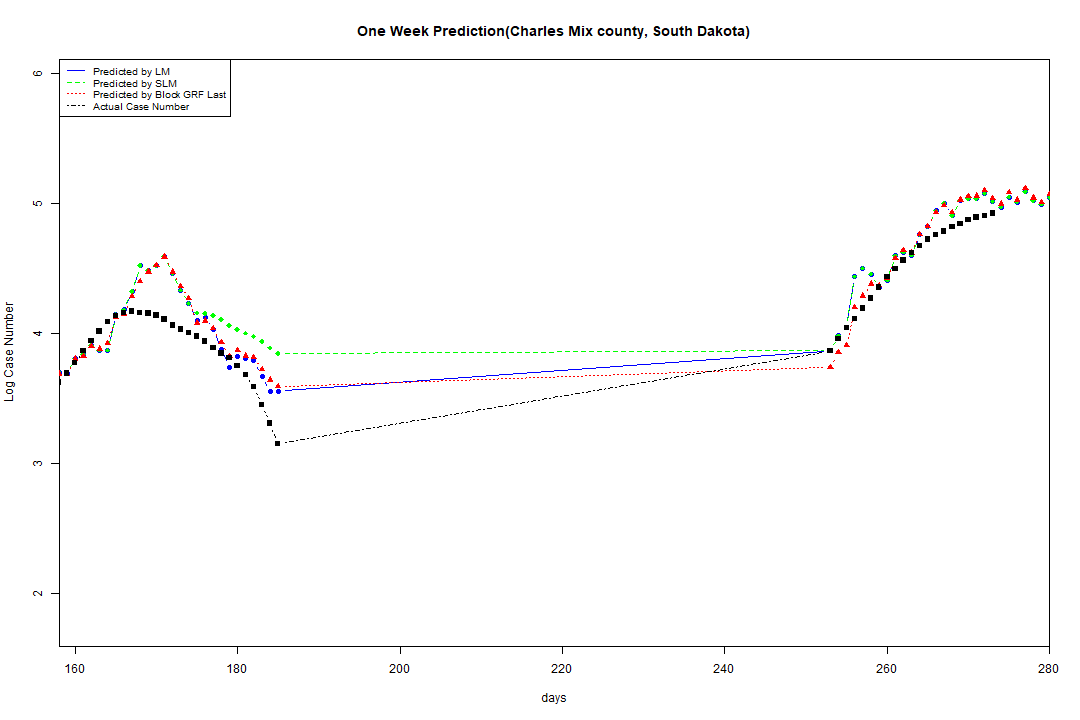 One Week Prediction(Charles Mix county, South Dakota)
Predicted by LM
Predicted by SLM
Predicted by Block GRF Last
Actual Case Number
6
5
4
3
2
Log Case Number
160 180 200 220 240 260 280
days